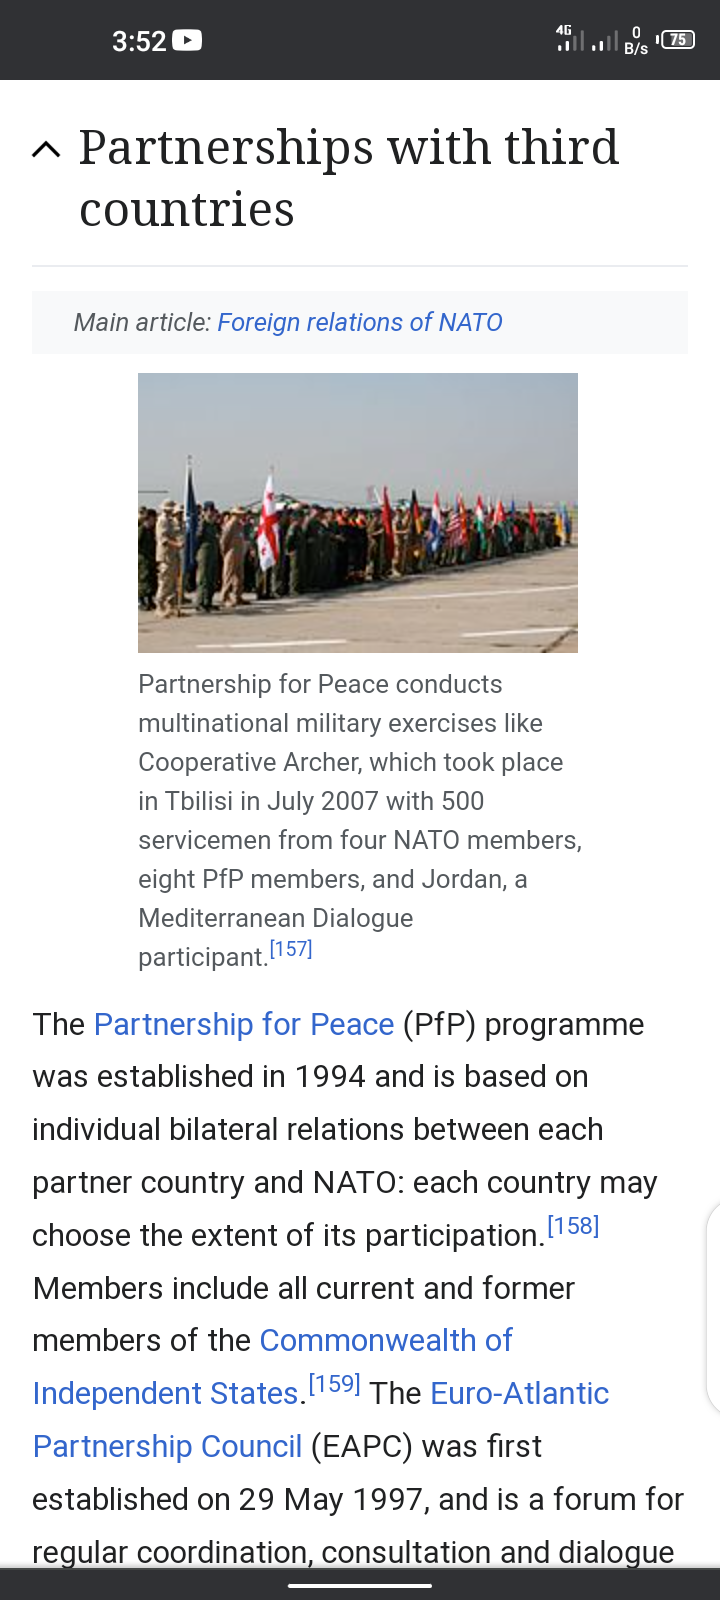 3:52
4G
0
B/s
75
Partnerships with third
countries
Main article: Foreign relations of NATO
Partnership for Peace conducts
multinational military exercises like
Cooperative Archer, which took place
in Tbilisi in July 2007 with 500
servicemen from four NATO members,
eight PfP members, and Jordan, a
Mediterranean Dialogue
participant.[157]
The Partnership for Peace (PfP) programme
was established in 1994 and is based on
individual bilateral relations between each
partner country and NATO: each country may
choose the extent of its participation.[158]
Members include all current and former
members of the Commonwealth of
Independent States.[159] The Euro-Atlantic
Partnership Council (EAPC) was first
established on 29 May 1997, and is a forum for
regular coordination, consultation and dialogue